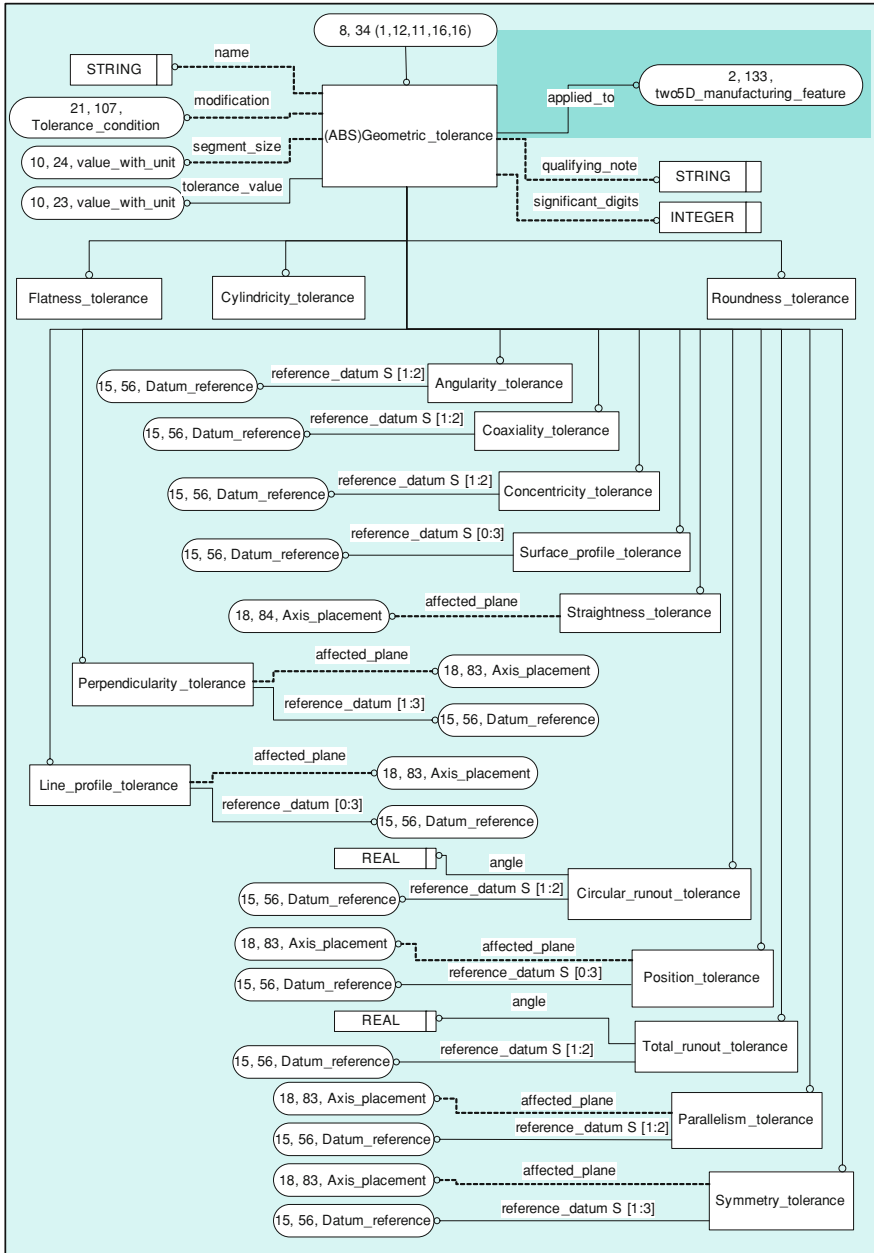 8, 34 (1,12,11,16,16)
name
STRING
2, 133,
two5D_manufacturing_feature
applied_to
21, 107,
Tolerance_condition
modification
(ABS)Geometric_tolerance
segment_size
10, 24, value_with_unit
qualifying_note
STRING
tolerance_value
10, 23, value_with_unit
significant_digits
INTEGER
Flatness_tolerance
Cylindricity_tolerance
Roundness_tolerance
reference_datum S [1:2]
15, 56, Datum_reference
Angularity_tolerance
reference_datum S [1:2]
15, 56, Datum_reference
Coaxiality_tolerance
reference_datum S [1:2]
15, 56, Datum_reference
Concentricity_tolerance
reference_datum S [0:3]
15, 56, Datum_reference
Surface_profile_tolerance
affected_plane
18, 84, Axis_placement
Straightness_tolerance
affected_plane
18, 83, Axis_placement
Perpendicularity_tolerance
reference_datum [1:3]
15, 56, Datum_reference
affected_plane
18, 83, Axis_placement
Line_profile_tolerance
reference_datum [0:3]
15, 56, Datum_reference
REAL
angle
reference_datum S [1:2]
15, 56, Datum_reference
Circular_runout_tolerance
affected_plane
18, 83, Axis_placement
reference_datum S [0:3]
15, 56, Datum_reference
Position_tolerance
angle
REAL
Total_runout_tolerance
reference_datum S [1:2]
15, 56, Datum_reference
affected_plane
18, 83, Axis_placement
Parallelism_tolerance
reference_datum S [1:2]
15, 56, Datum_reference
affected_plane
18, 83, Axis_placement
Symmetry_tolerance
reference_datum S [1:3]
15, 56, Datum_reference